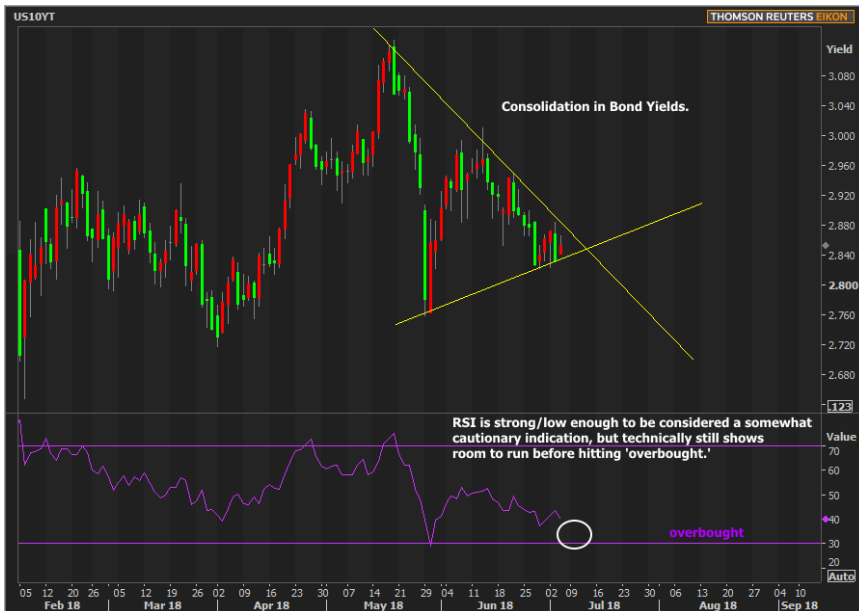 US10YT
THOMSON REUTERS EIKON
Yield
Consolidation in Bond Yields.
3.080
3.040
3.000
2.960
2.920
2.880
2.840
2.800
2.760
2.720
2.680
.123
RSI is strong/low enough to be considered a somewhat
cautionary indication, but technically still shows
room to run before hitting 'overbought.'
Value
70
60
50
40
30
20
overbought
Auto
05 12 20 26 05 12 19 26 02 09 16 23 30 07 14 21 29 04 11 18 25 02 09 16 23 30 06 13 20 27 04 10
Feb 18 Mar 18 Apr 18 May 18 Jun 18 Jul 18 Aug 18 Sep 18